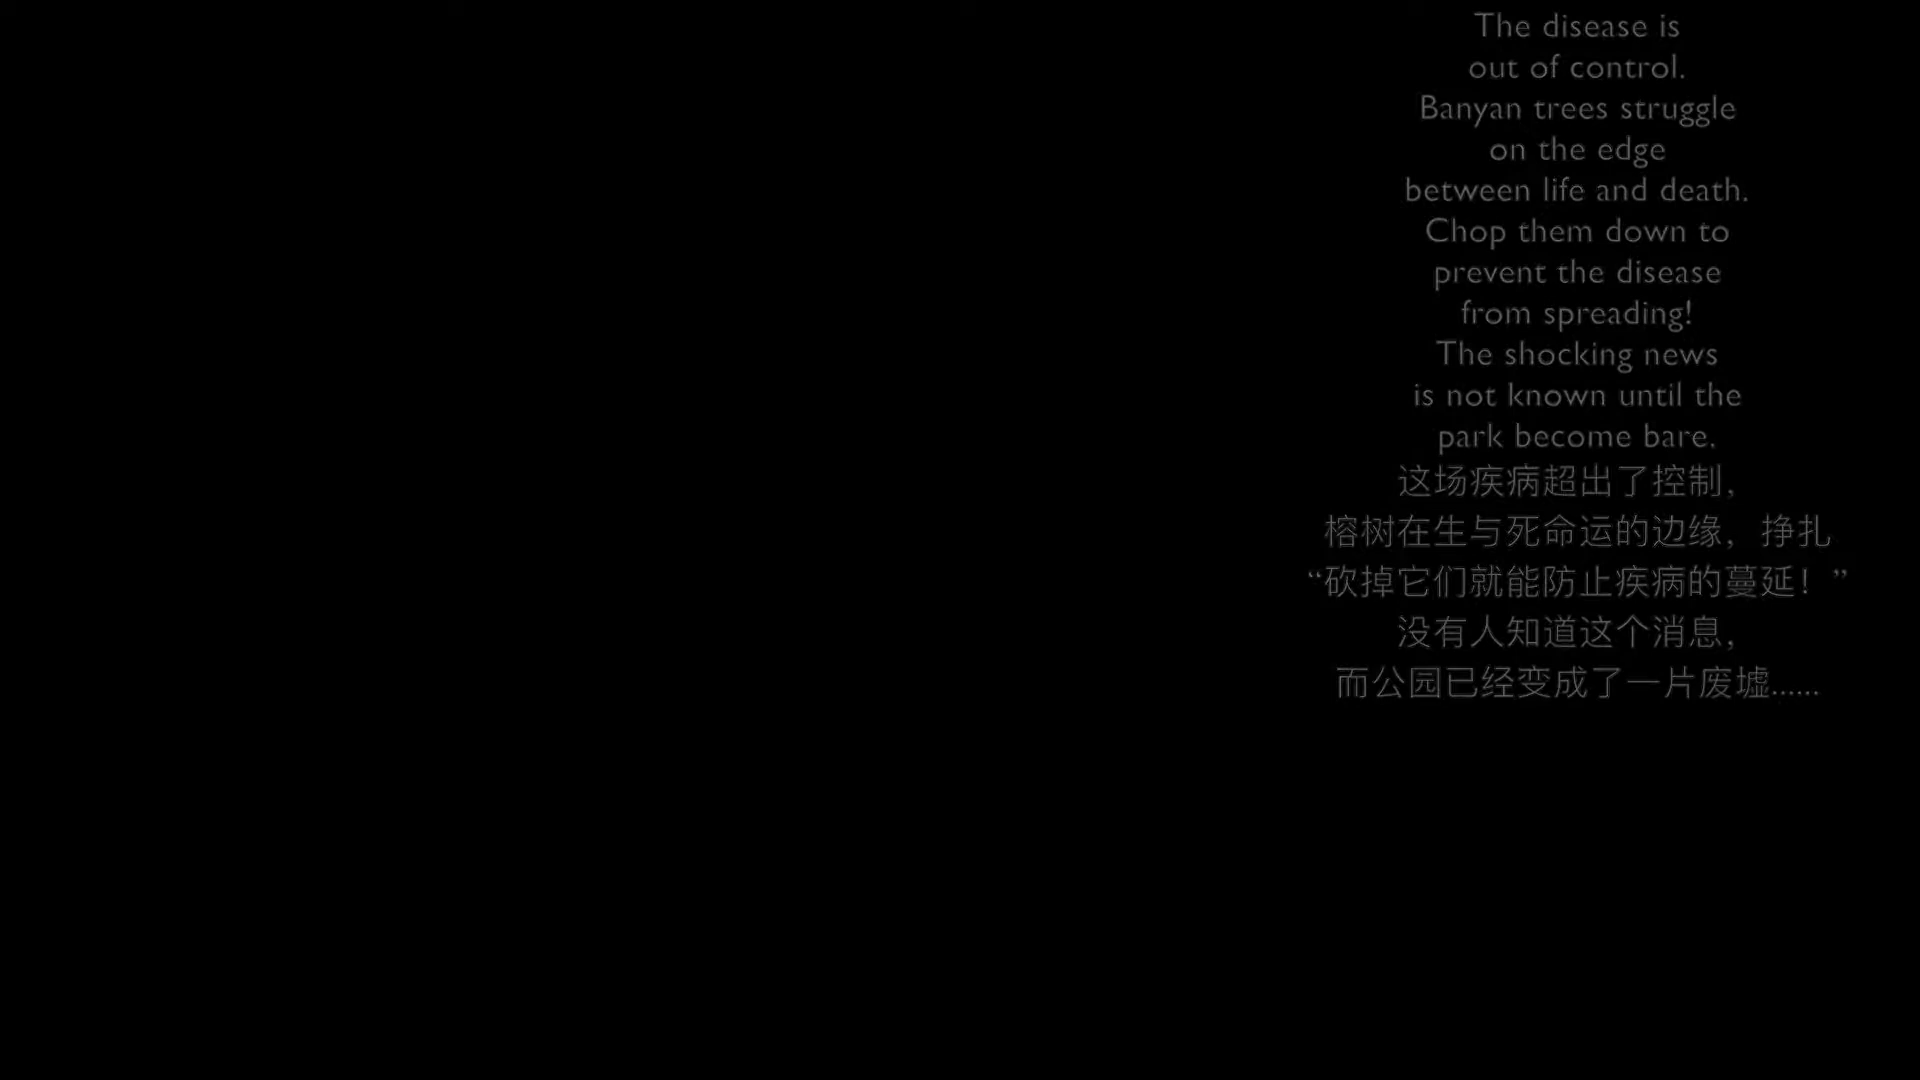 The disease is
out of control.
Banyan trees struggle
on the edge
between life and death.
Chop them down to
prevent the disease
from spreading!
The shocking news
is not known until the
park become bare.
这场疾病超出了控制，
榕树在生与死命运的边缘，挣扎
“砍掉它们就能防止疾病的蔓延！”
没有人知道这个消息，
而公园已经变成了一片废墟......